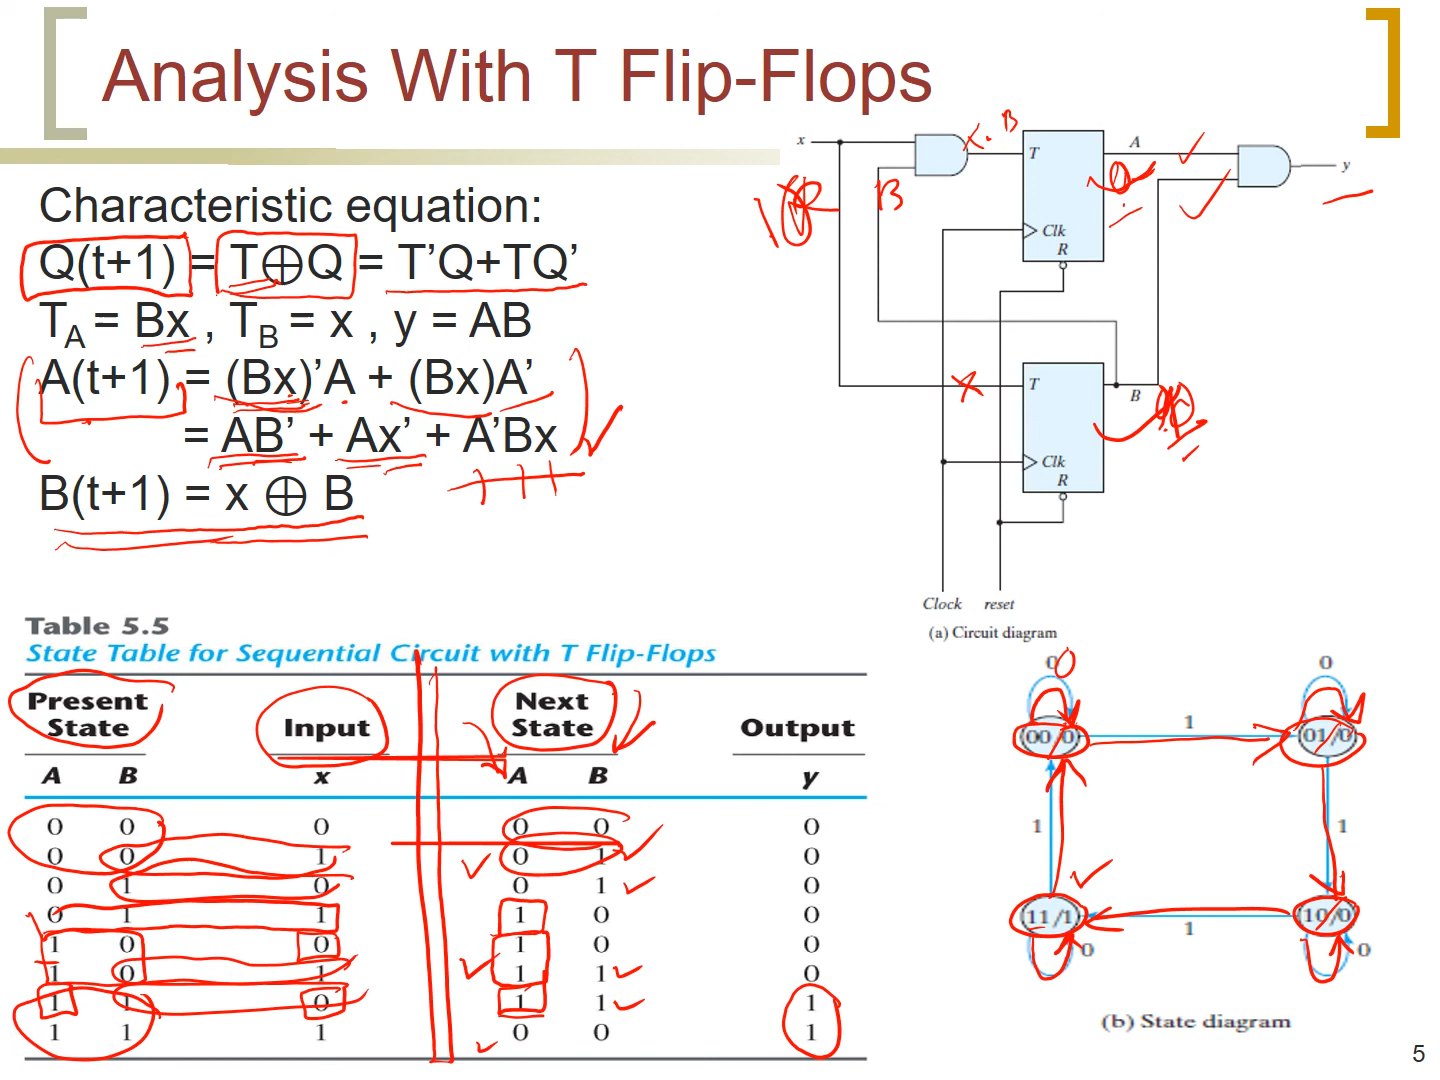 Analysis With T Flip-Flops
Characteristic equation:
Q(t+1) = T⊕Q = T’Q+TQ’
TA = Bx , TB = x , y = AB
A(t+1) = (Bx)’A + (Bx)A’
= AB’ + Ax’ + A’Bx
B(t+1) = x ⊕ B
x
x.B
T
A
y
B
Clk
R
T
x
B
Clk
R
Clock reset
(a) Circuit diagram
Table 5.5
State Table for Sequential Circuit with T Flip-Flops
Present State Input Next State Output
A B x A B y
0 0 0 0 0 0
0 0 1 0 1 0
0 1 0 0 1 0
0 1 1 1 0 0
1 0 0 1 0 0
1 0 1 1 1 0
1 1 0 1 1 1
1 1 1 0 0 1
0 0 0
00/0 1 01/0
1 1
11/1 1 10/0
0 0
(b) State diagram
5